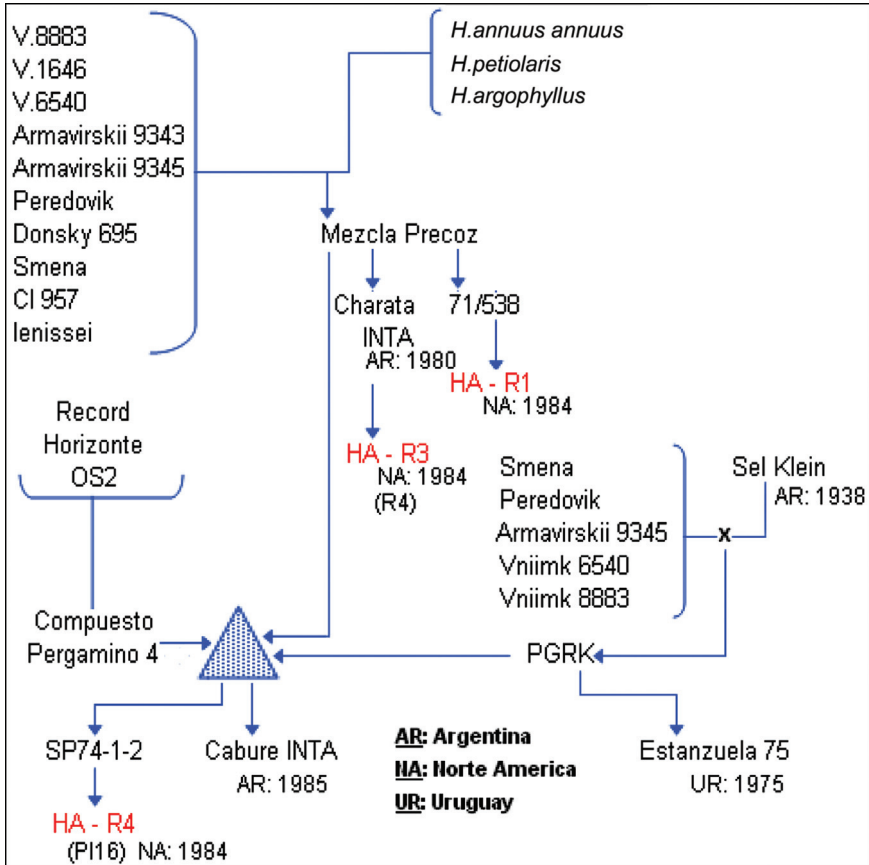 V.8883
V.1646
V.6540
Armavirskii 9343
Armavirskii 9345
Peredovik
Donsky 695
Smena
CI 957
Ienissei
H.annuus annuus
H.petiolaris
H.argophyllus
Mezcla Precoz
Charata
INTA
AR: 1980
71/538
HA - R1
NA: 1984
HA - R3
NA: 1984
(R4)
Record
Horizonte
OS2
Smena
Peredovik
Armavirskii 9345
Vniimk 6540
Vniimk 8883
Sel Klein
AR: 1938
x
Compuesto
Pergamino 4
PGRK
SP74-1-2
Cabure INTA
AR: 1985
AR: Argentina
NA: Norte America
UR: Uruguay
Estanzuela 75
UR: 1975
HA - R4
(PI16) NA: 1984